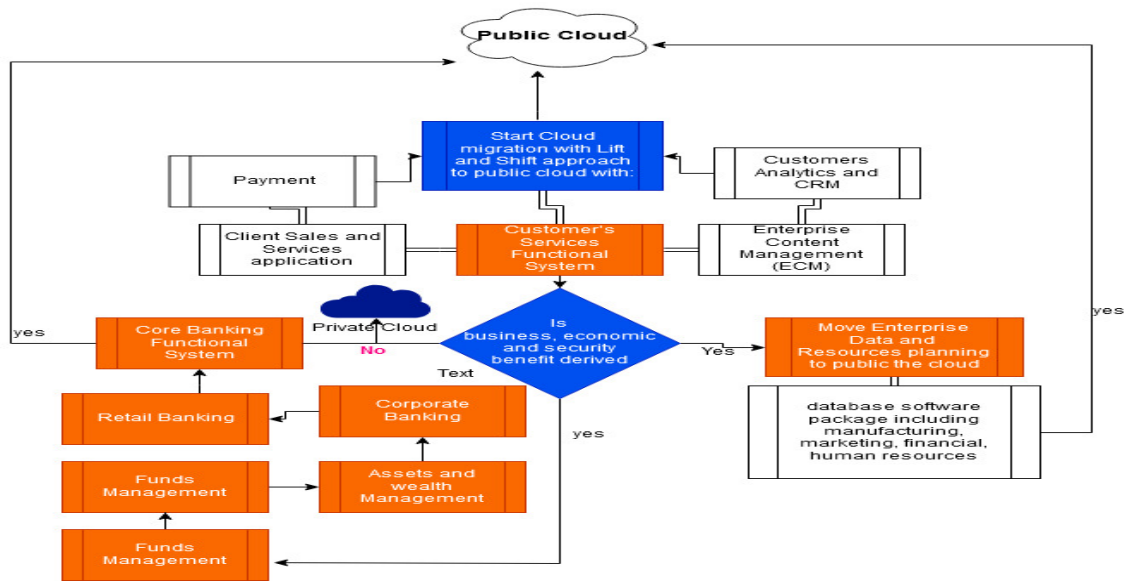 Public Cloud
Start Cloud
migration with Lift
and Shift approach
to public cloud with:
Payment
Customers
Analytics and
CRM
Client Sales and
Services
application
Customer's
Services
Functional
System
Enterprise
Content
Management
(ECM)
yes
Core Banking
Functional
System
Private Cloud
No
Is
business, economic
and security
benefit derived
Yes
Move Enterprise
Data and
Resources planning
to public the cloud
yes
Text
Retail Banking
Corporate
Banking
yes
database software
package including
manufacturing,
marketing, financial,
human resources
Funds
Management
Assets and
wealth
Management
Funds
Management